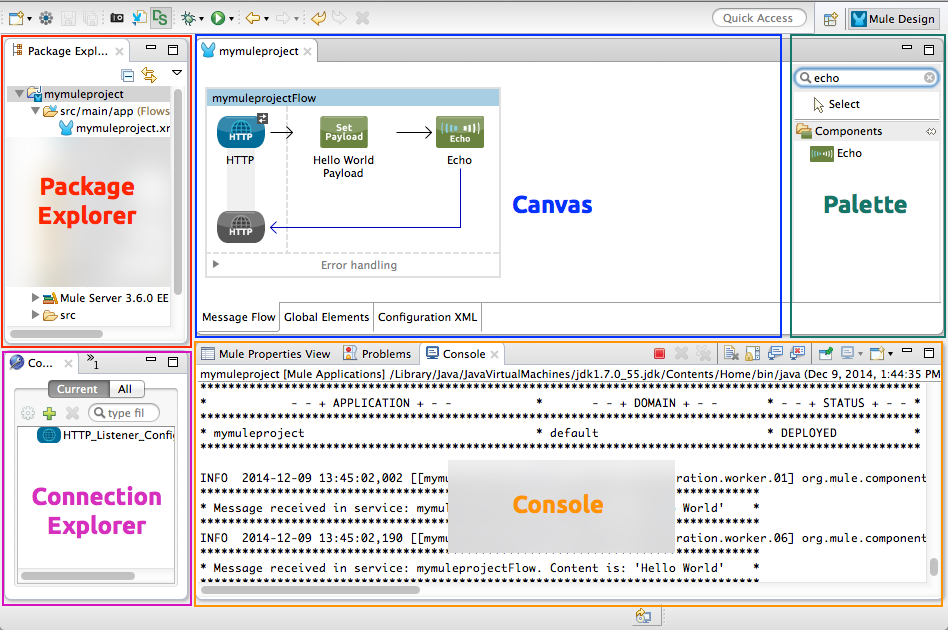 DS
Quick Access
Mule Design
Package Expl...
mymuleproject
src/main/app (Flows
mymuleproject.xr
Package
Explorer
Mule Server 3.6.0 EE
src
mymuleproject
mymuleprojectFlow
HTTP
Set
Payload
Echo
HTTP
Hello World
Payload
Echo
HTTP
Error handling
Canvas
Message Flow
Global Elements
Configuration XML
echo
Select
Components
Echo
Palette
Co...
1
Current
All
type fil
HTTP_Listener_Confi
Connection
Explorer
Mule Properties View
Problems
Console
mymuleproject [Mule Applications] /Library/Java/JavaVirtualMachines/jdk1.7.0_55.jdk/Contents/Home/bin/java (Dec 9, 2014, 1:44:35 PM
* - - + APPLICATION + - - * - - + DOMAIN + - - * - - + STATUS + - - *
* mymuleproject * default * DEPLOYED *
INFO 2014-12-09 13:45:02,002 [[mymu ration.worker.01] org.mule.component
* Message received in service: mymul World' *
INFO 2014-12-09 13:45:02,190 [[mymu ration.worker.06] org.mule.component
* Message received in service: mymuleprojectFlow. Content is: 'Hello World' *
Console